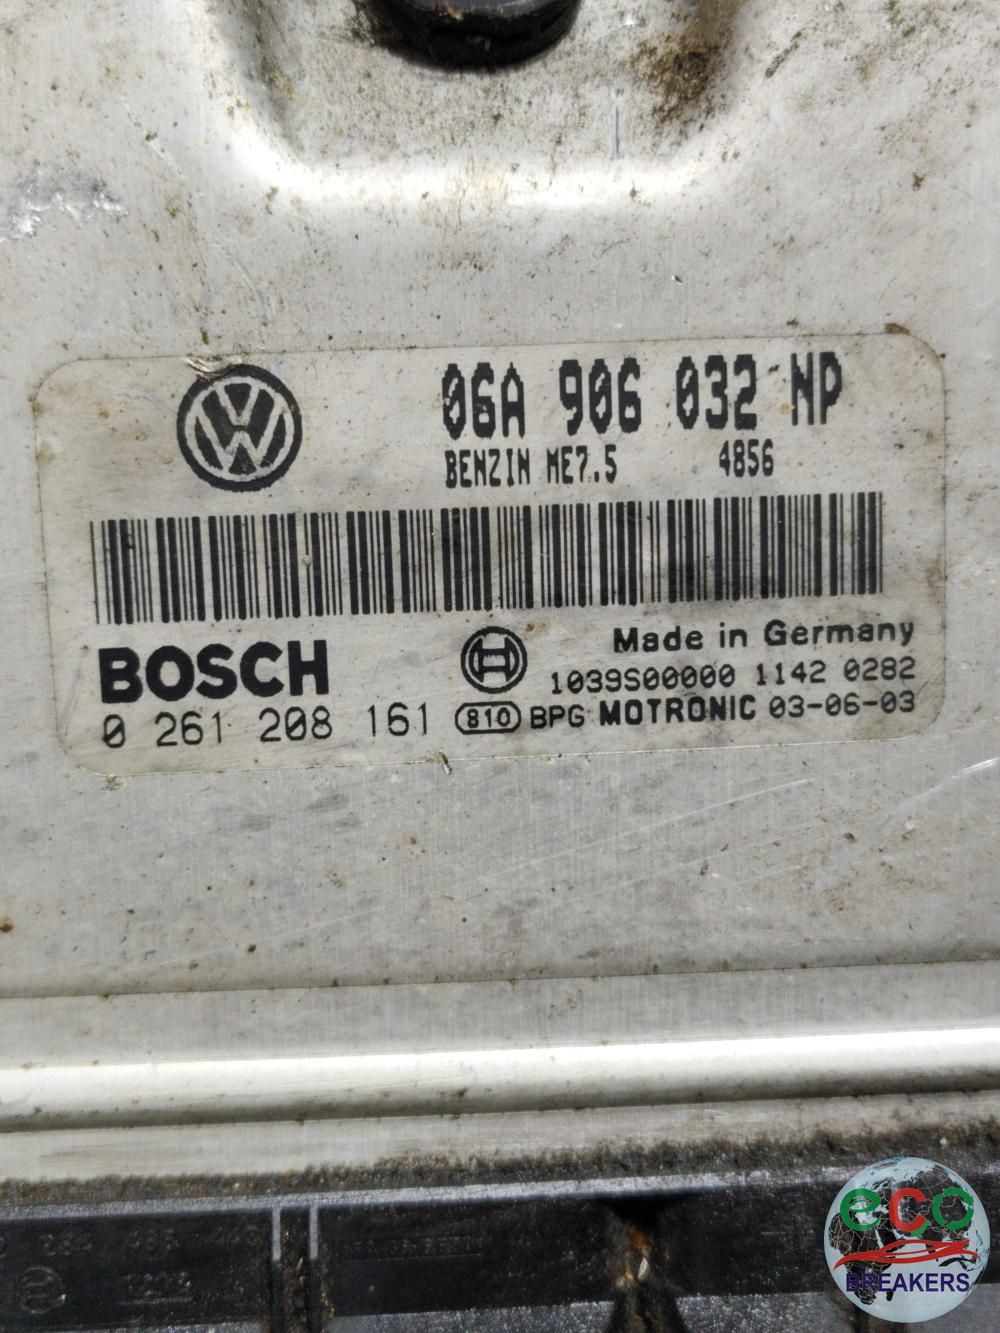 06A 906 032 NP
BENZIN ME7.5 4856
BOSCH
Made in Germany
1039S00000 1142 0282
0 261 208 161
810 BPG MOTRONIC 03-06-03
eco
BREAKERS